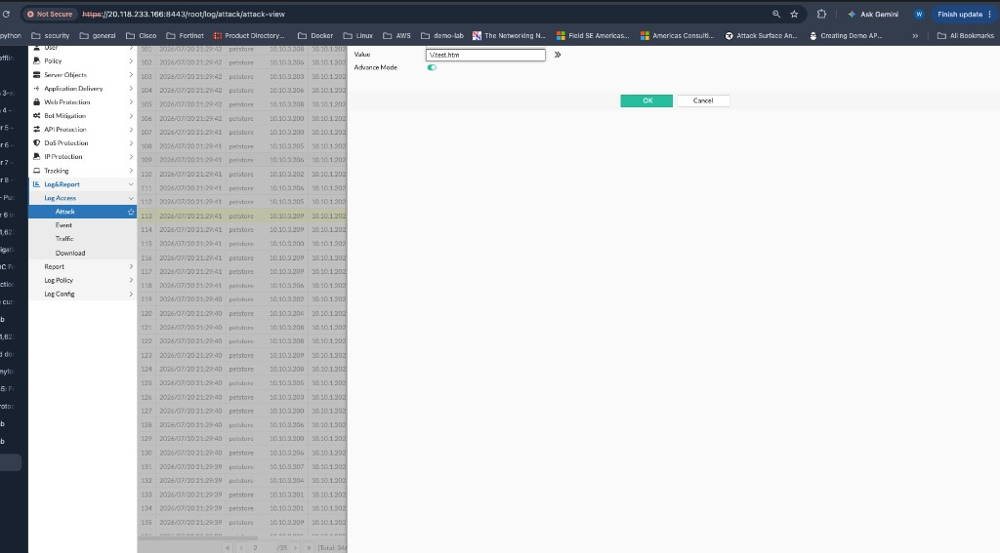 Not Secure https://20.118.233.166:8443/root/log/attack/attack-view Ask Gemini W Finish update
python security general Cisco Fortinet Product Directory... Docker Linux AWS demo-lab The Networking N... Field SE Americas... Americas Consulti... Attack Surface An... Creating Demo AP... » All Bookmarks
User
Policy
Server Objects
Application Delivery
Web Protection
Bot Mitigation
API Protection
DoS Protection
IP Protection
Tracking
Log&Report
Log Access
Attack
Event
Traffic
Download
Report
Log Policy
Log Config
101 2026/07/20 21:29:42 petstore 10.10.3.208 10.10.1.202
102 2026/07/20 21:29:42 petstore 10.10.3.206 10.10.1.202
103 2026/07/20 21:29:42 petstore 10.10.3.203 10.10.1.202
104 2026/07/20 21:29:42 petstore 10.10.3.206 10.10.1.202
105 2026/07/20 21:29:42 petstore 10.10.3.208 10.10.1.202
106 2026/07/20 21:29:42 petstore 10.10.3.200 10.10.1.202
107 2026/07/20 21:29:41 petstore 10.10.3.200 10.10.1.202
108 2026/07/20 21:29:41 petstore 10.10.3.205 10.10.1.202
109 2026/07/20 21:29:41 petstore 10.10.3.206 10.10.1.202
110 2026/07/20 21:29:41 petstore 10.10.3.202 10.10.1.202
111 2026/07/20 21:29:41 petstore 10.10.3.206 10.10.1.202
112 2026/07/20 21:29:41 petstore 10.10.3.205 10.10.1.202
113 2026/07/20 21:29:41 petstore 10.10.3.209 10.10.1.202
114 2026/07/20 21:29:41 petstore 10.10.3.209 10.10.1.202
115 2026/07/20 21:29:41 petstore 10.10.3.200 10.10.1.202
116 2026/07/20 21:29:41 petstore 10.10.3.209 10.10.1.202
117 2026/07/20 21:29:41 petstore 10.10.3.209 10.10.1.202
118 2026/07/20 21:29:41 petstore 10.10.3.206 10.10.1.202
119 2026/07/20 21:29:40 petstore 10.10.3.202 10.10.1.202
120 2026/07/20 21:29:40 petstore 10.10.3.204 10.10.1.202
121 2026/07/20 21:29:40 petstore 10.10.3.208 10.10.1.202
122 2026/07/20 21:29:40 petstore 10.10.3.208 10.10.1.202
123 2026/07/20 21:29:40 petstore 10.10.3.209 10.10.1.202
124 2026/07/20 21:29:40 petstore 10.10.3.208 10.10.1.202
125 2026/07/20 21:29:40 petstore 10.10.3.205 10.10.1.202
126 2026/07/20 21:29:40 petstore 10.10.3.203 10.10.1.202
127 2026/07/20 21:29:40 petstore 10.10.3.200 10.10.1.202
128 2026/07/20 21:29:40 petstore 10.10.3.206 10.10.1.202
129 2026/07/20 21:29:40 petstore 10.10.3.200 10.10.1.202
130 2026/07/20 21:29:40 petstore 10.10.3.206 10.10.1.202
131 2026/07/20 21:29:39 petstore 10.10.3.207 10.10.1.202
132 2026/07/20 21:29:39 petstore 10.10.3.204 10.10.1.202
133 2026/07/20 21:29:39 petstore 10.10.3.201 10.10.1.202
134 2026/07/20 21:29:39 petstore 10.10.3.201 10.10.1.202
135 2026/07/20 21:29:39 petstore 10.10.3.209 10.10.1.202
« ‹ 2 /35 › » [Total: 346
Value \/test.htm
Advance Mode
OK Cancel